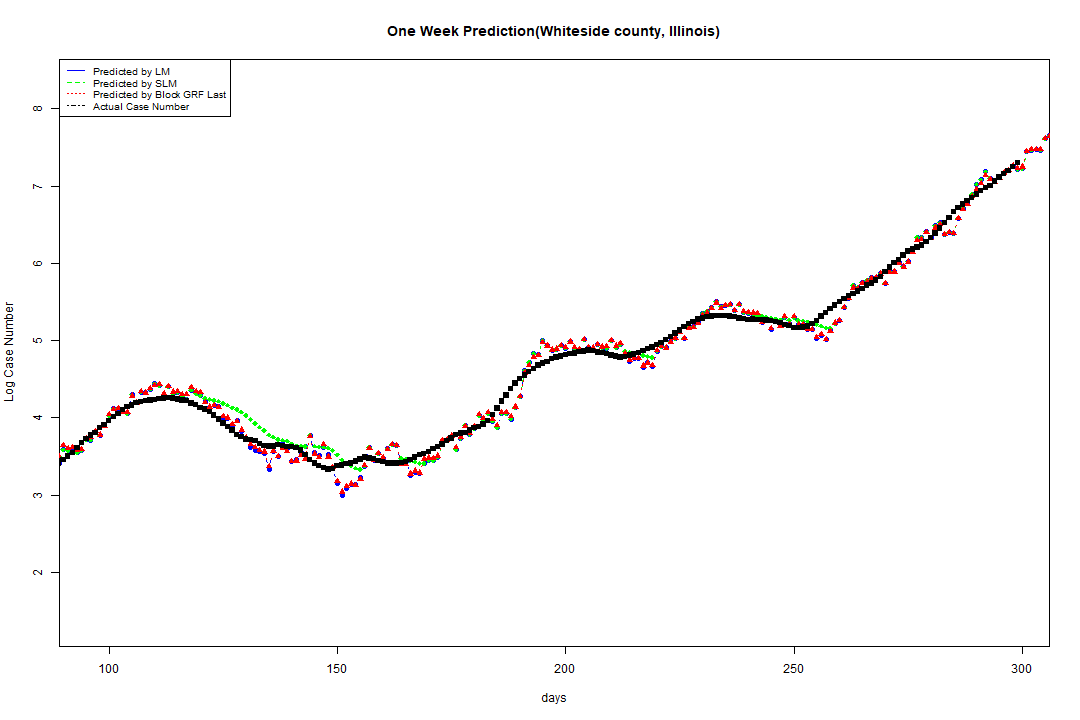 One Week Prediction(Whiteside county, Illinois)
Predicted by LM
Predicted by SLM
Predicted by Block GRF Last
Actual Case Number
8
7
6
5
4
3
2
Log Case Number
100 150 200 250 300
days